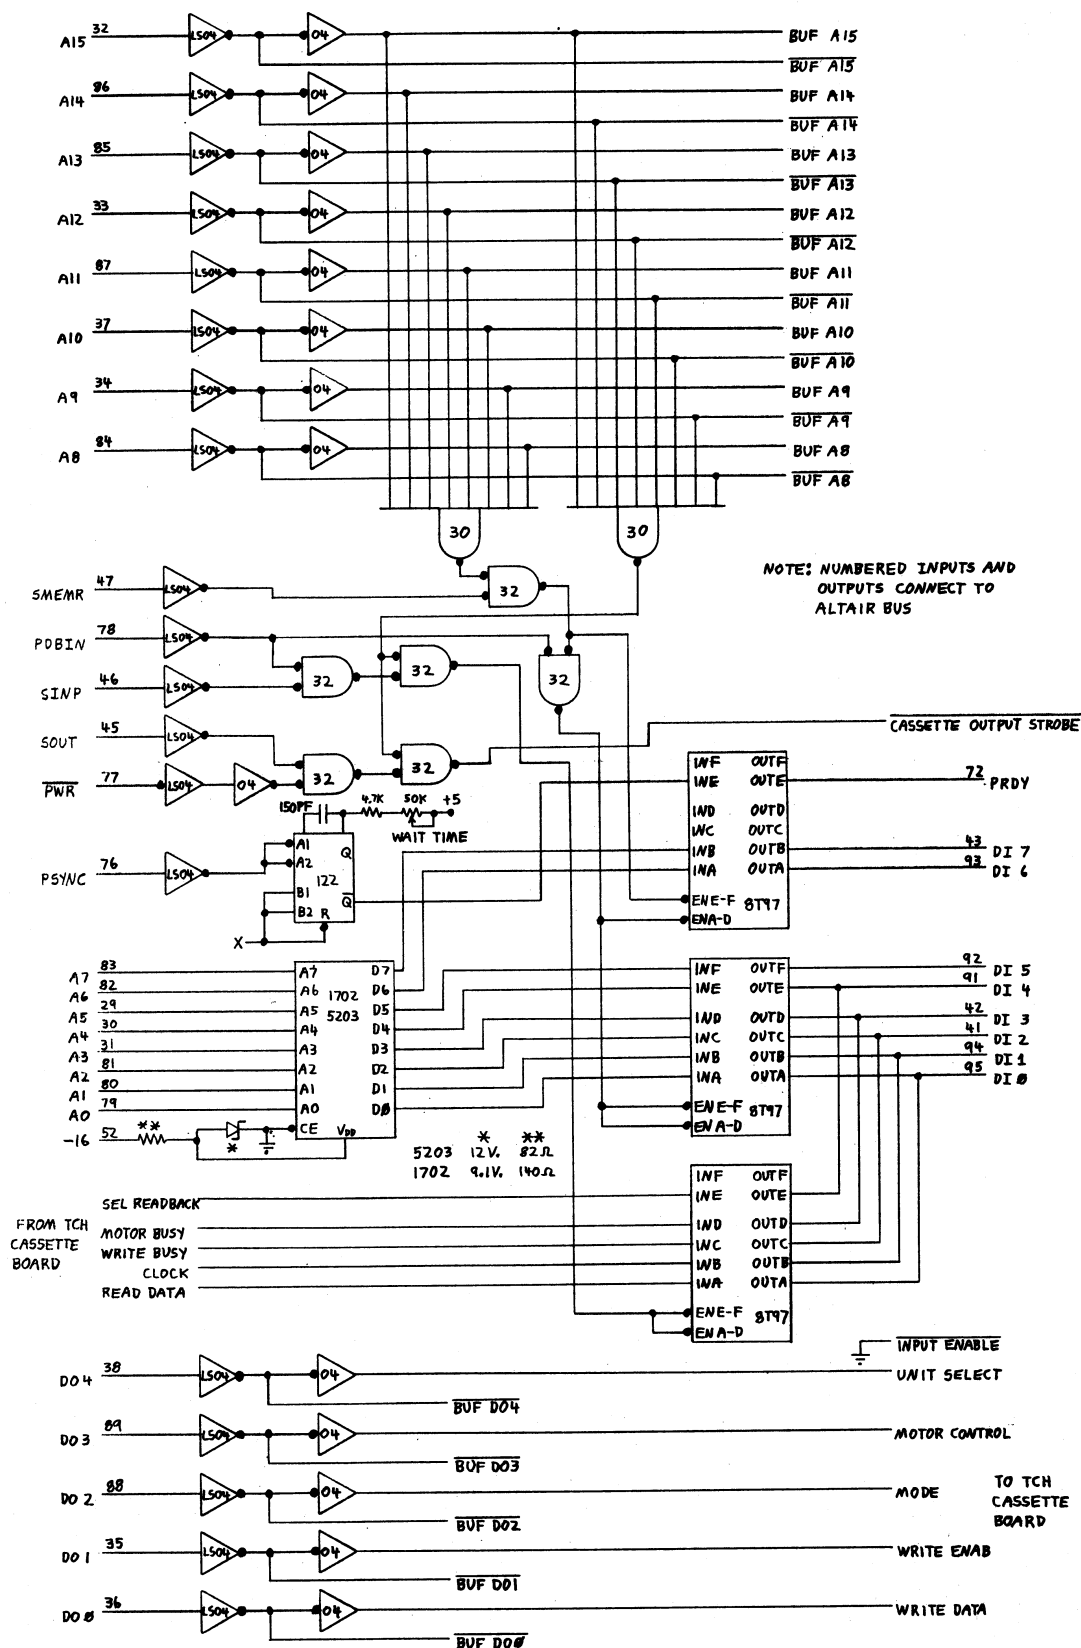 A15 32 LS04 04 BUF A15
BUF A15
A14 86 LS04 04 BUF A14
BUF A14
A13 85 LS04 04 BUF A13
BUF A13
A12 33 LS04 04 BUF A12
BUF A12
A11 87 LS04 04 BUF A11
BUF A11
A10 37 LS04 04 BUF A10
BUF A10
A9 34 LS04 04 BUF A9
BUF A9
A8 84 LS04 04 BUF A8
BUF A8
30 30
NOTE: NUMBERED INPUTS AND
OUTPUTS CONNECT TO
ALTAIR BUS
SMEMR 47 LS04 32
PDBIN 78 LS04
32 32 32
SINP 46 LS04
SOUT 45 LS04
CASSETTE OUTPUT STROBE
32 32
PWR 77 LS04 04
150PF 4.7K 50K +5
WAIT TIME
INF OUTF
INE OUTE 72 PRDY
IND OUTD
INC OUTC
INB OUTB 43 DI 7
INA OUTA 93 DI 6
ENE-F 8T97
ENA-D
PSYNC 76 LS04
A1 Q
A2
122
B1 Q
B2 R
X
A7 83 A7 D7
A6 82 A6 1702 D6
A5 29 A5 5203 D5
A4 30 A4 D4
A3 31 A3 D3
A2 81 A2 D2
A1 80 A1 D1
A0 79 A0 D0
-16 52 ** * CE VDD
INF OUTF 92 DI 5
INE OUTE 91 DI 4
IND OUTD 42 DI 3
INC OUTC 41 DI 2
INB OUTB 94 DI 1
INA OUTA 95 DI 0
ENE-F 8T97
ENA-D
* **
5203 12V. 82Ω
1702 9.1V. 140Ω
FROM TCH
CASSETTE
BOARD
SEL READBACK
MOTOR BUSY
WRITE BUSY
CLOCK
READ DATA
INF OUTF
INE OUTE
IND OUTD
INC OUTC
INB OUTB
INA OUTA
ENE-F 8T97
ENA-D
INPUT ENABLE
DO 4 38 LS04 04 UNIT SELECT
BUF DO4
DO 3 89 LS04 04 MOTOR CONTROL
BUF DO3
DO 2 88 LS04 04 MODE
BUF DO2
TO TCH
CASSETTE
BOARD
DO 1 35 LS04 04 WRITE ENAB
BUF DO1
DO 0 36 LS04 04 WRITE DATA
BUF DO0